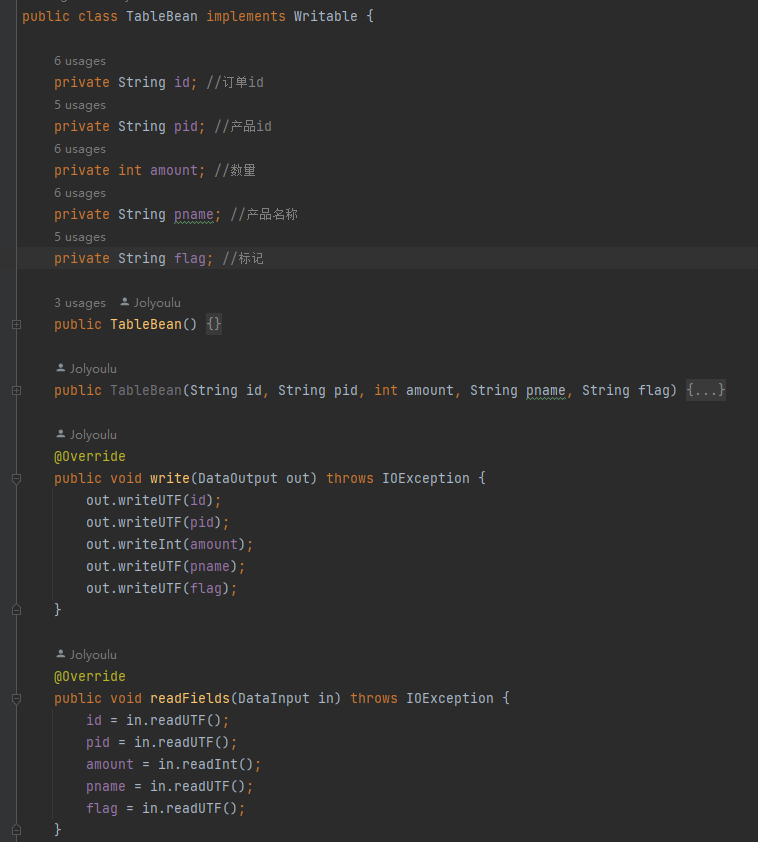 public class TableBean implements Writable {
6 usages
private String id; //订单id
5 usages
private String pid; //产品id
6 usages
private int amount; //数量
6 usages
private String pname; //产品名称
5 usages
private String flag; //标记
3 usages Jolyoulu
public TableBean() {}
Jolyoulu
public TableBean(String id, String pid, int amount, String pname, String flag) {...}
Jolyoulu
@Override
public void write(DataOutput out) throws IOException {
out.writeUTF(id);
out.writeUTF(pid);
out.writeInt(amount);
out.writeUTF(pname);
out.writeUTF(flag);
}
Jolyoulu
@Override
public void readFields(DataInput in) throws IOException {
id = in.readUTF();
pid = in.readUTF();
amount = in.readInt();
pname = in.readUTF();
flag = in.readUTF();
}